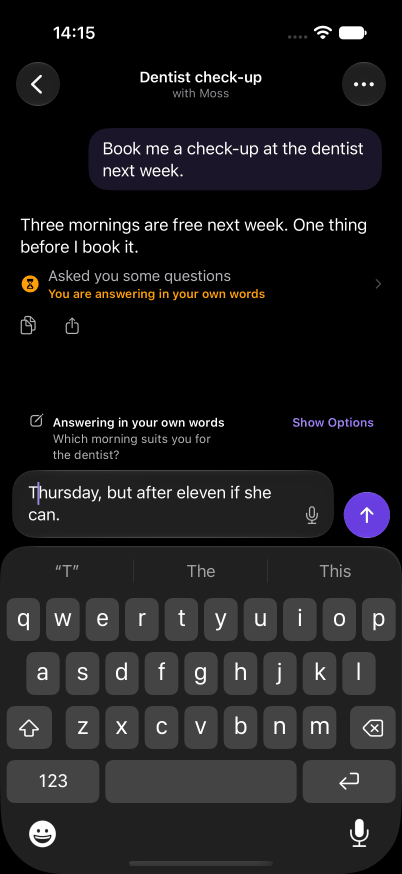 14:15
Dentist check-up
with Moss
Book me a check-up at the dentist
next week.
Three mornings are free next week. One thing
before I book it.
Asked you some questions
You are answering in your own words
Answering in your own words
Show Options
Which morning suits you for
the dentist?
Thursday, but after eleven if she
can.
“T”
The
This
q w e r t y u i o p
a s d f g h j k l
z x c v b n m
123